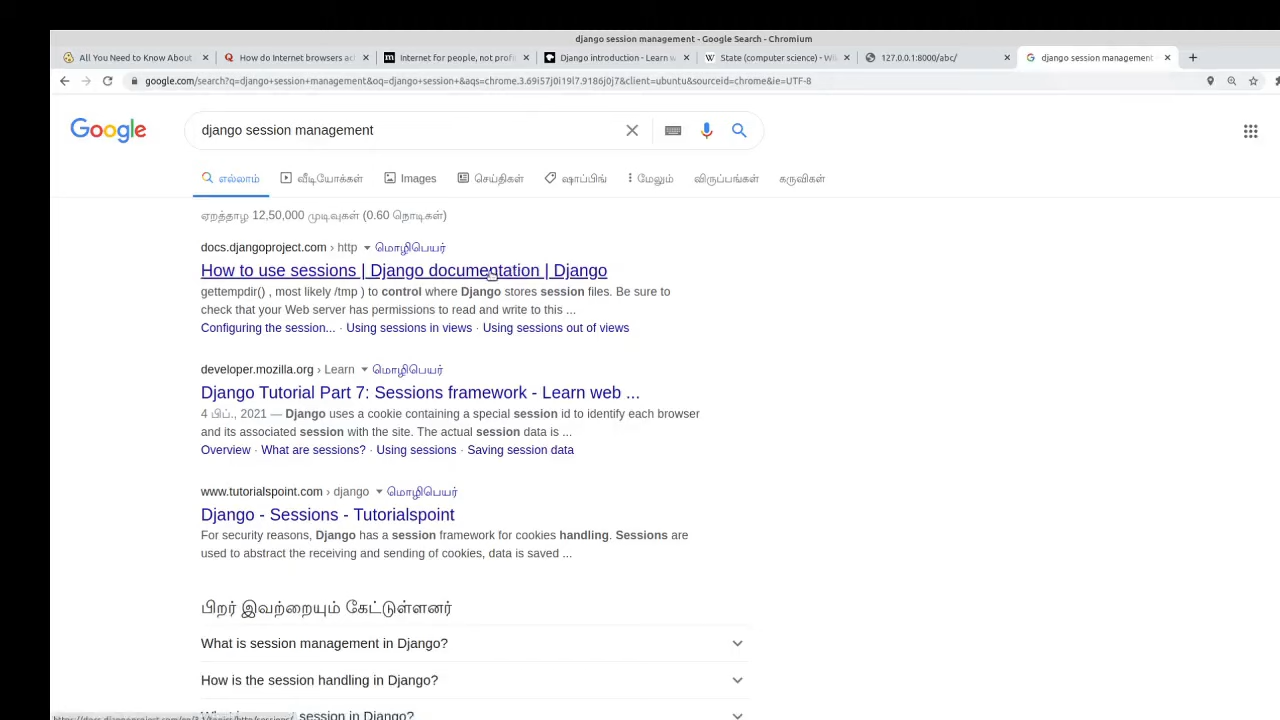 django session management - Google Search - Chromium
All You Need to Know About
How do Internet browsers ac
Internet for people, not profi
Django introduction - Learn w
State (computer science) - Wi
127.0.0.1:8000/abc/
django session management
google.com/search?q=django+session+management&oq=django+session+&aqs=chrome.3.69i57j0i19l7.9186j0j7&client=ubuntu&sourceid=chrome&ie=UTF-8
Google
django session management
எல்லாம் வீடியோக்கள் Images செய்திகள் ஷாப்பிங் மேலும் விருப்பங்கள் கருவிகள்
ஏறத்தாழ 12,50,000 முடிவுகள் (0.60 நொடிகள்)
docs.djangoproject.com › http மொழிபெயர்
How to use sessions | Django documentation | Django
gettempdir() , most likely /tmp ) to control where Django stores session files. Be sure to
check that your Web server has permissions to read and write to this ...
Configuring the session... · Using sessions in views · Using sessions out of views
developer.mozilla.org › Learn மொழிபெயர்
Django Tutorial Part 7: Sessions framework - Learn web ...
4 பிப்., 2021 — Django uses a cookie containing a special session id to identify each browser
and its associated session with the site. The actual session data is ...
Overview · What are sessions? · Using sessions · Saving session data
www.tutorialspoint.com › django மொழிபெயர்
Django - Sessions - Tutorialspoint
For security reasons, Django has a session framework for cookies handling. Sessions are
used to abstract the receiving and sending of cookies, data is saved ...
பிறர் இவற்றையும் கேட்டுள்ளனர்
What is session management in Django?
How is the session handling in Django?
session in Django?